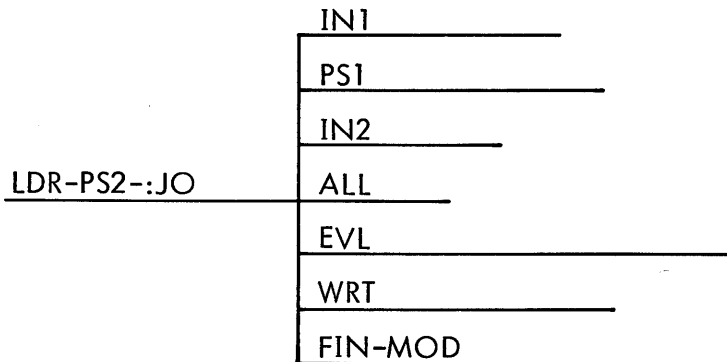 IN1
PS1
IN2
LDR-PS2-:JO
ALL
EVL
WRT
FIN-MOD